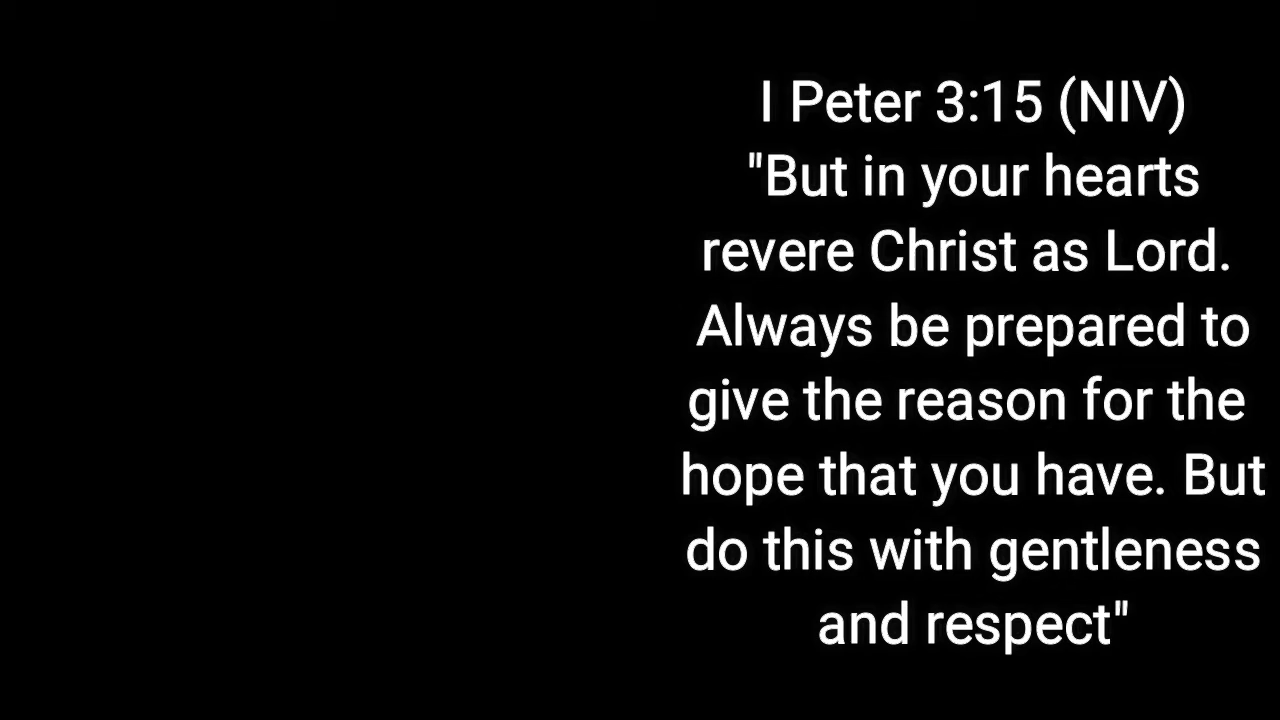 I Peter 3:15 (NIV)
"But in your hearts
revere Christ as Lord.
Always be prepared to
give the reason for the
hope that you have. But
do this with gentleness
and respect"